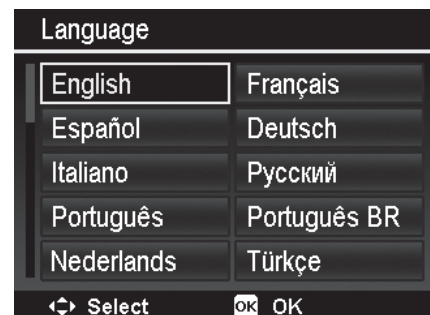 Language
English Français
Español Deutsch
Italiano Русский
Português Português BR
Nederlands Türkçe
Select OK OK